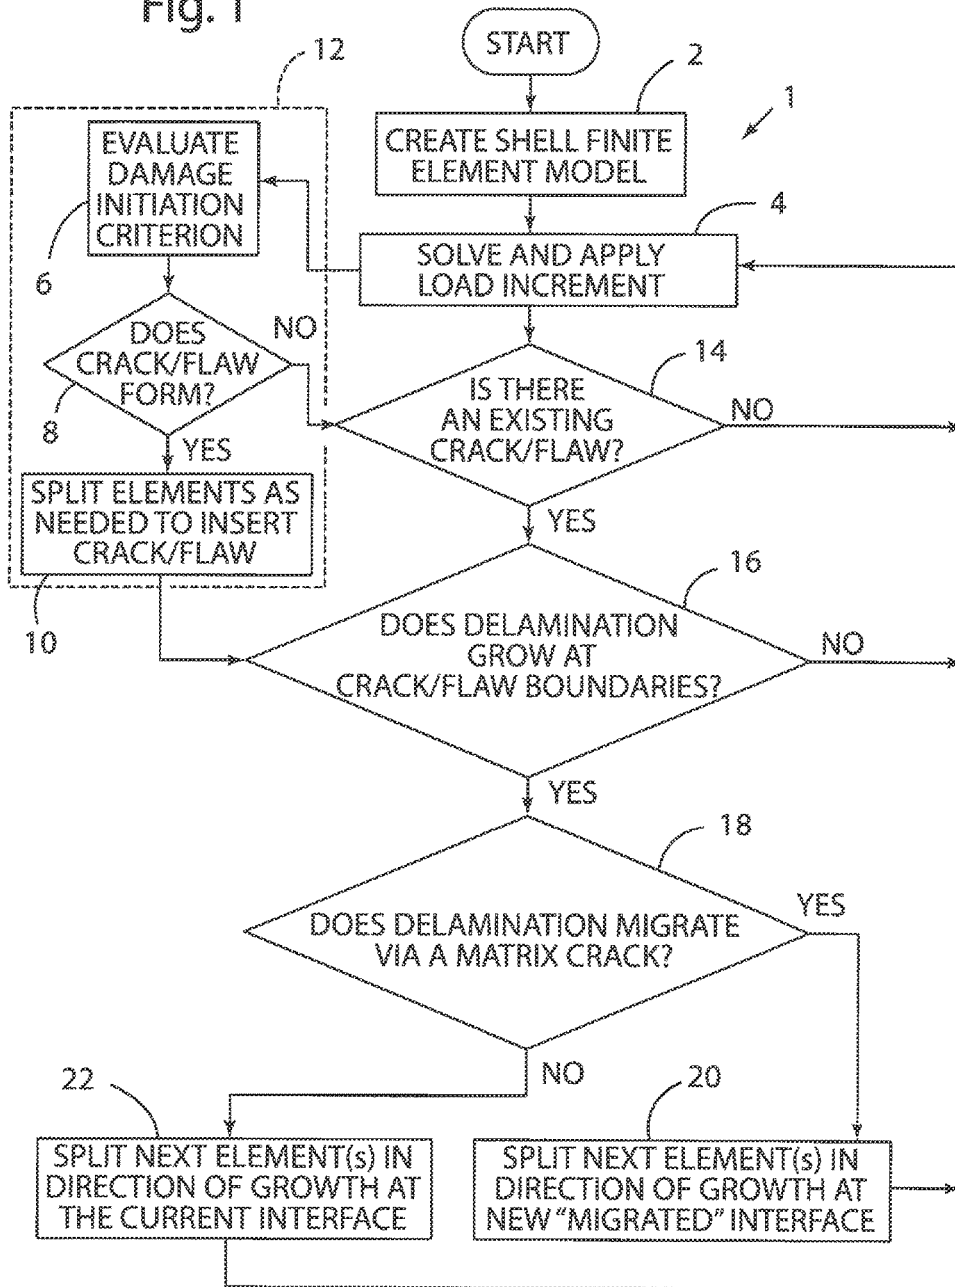 Fig. 1
START
12
2
1
CREATE SHELL FINITE
ELEMENT MODEL
EVALUATE
DAMAGE
INITIATION
CRITERION
4
SOLVE AND APPLY
LOAD INCREMENT
6
DOES
CRACK/FLAW
FORM?
NO
8
YES
14
IS THERE
AN EXISTING
CRACK/FLAW?
NO
YES
SPLIT ELEMENTS AS
NEEDED TO INSERT
CRACK/FLAW
10
16
DOES DELAMINATION
GROW AT
CRACK/FLAW BOUNDARIES?
NO
YES
18
DOES DELAMINATION MIGRATE
VIA A MATRIX CRACK?
YES
NO
22
20
SPLIT NEXT ELEMENT(s) IN
DIRECTION OF GROWTH AT
THE CURRENT INTERFACE
SPLIT NEXT ELEMENT(s) IN
DIRECTION OF GROWTH AT
NEW "MIGRATED" INTERFACE